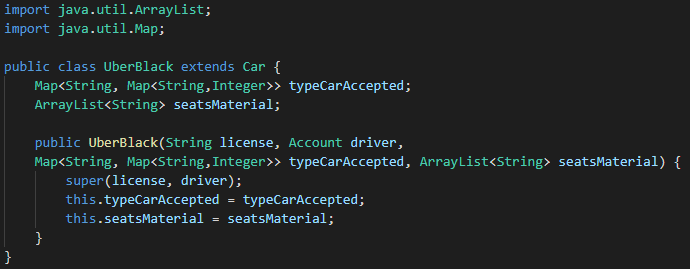 import java.util.ArrayList;
import java.util.Map;

public class UberBlack extends Car {
    Map<String, Map<String,Integer>> typeCarAccepted;
    ArrayList<String> seatsMaterial;

    public UberBlack(String license, Account driver,
    Map<String, Map<String,Integer>> typeCarAccepted, ArrayList<String> seatsMaterial) {
        super(license, driver);
        this.typeCarAccepted = typeCarAccepted;
        this.seatsMaterial = seatsMaterial;
    }
}